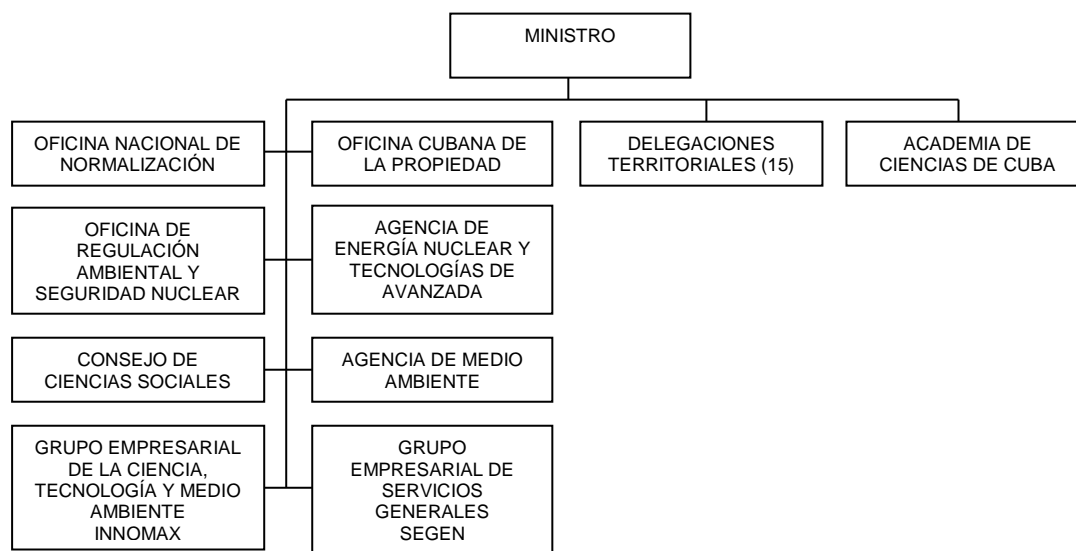 MINISTRO
OFICINA NACIONAL DE
NORMALIZACIÓN
OFICINA CUBANA DE
LA PROPIEDAD
DELEGACIONES
TERRITORIALES (15)
ACADEMIA DE
CIENCIAS DE CUBA
OFICINA DE
REGULACIÓN
AMBIENTAL Y
SEGURIDAD NUCLEAR
AGENCIA DE
ENERGÍA NUCLEAR Y
TECNOLOGÍAS DE
AVANZADA
CONSEJO DE
CIENCIAS SOCIALES
AGENCIA DE MEDIO
AMBIENTE
GRUPO EMPRESARIAL
DE LA CIENCIA,
TECNOLOGÍA Y MEDIO
AMBIENTE
INNOMAX
GRUPO
EMPRESARIAL DE
SERVICIOS
GENERALES
SEGEN